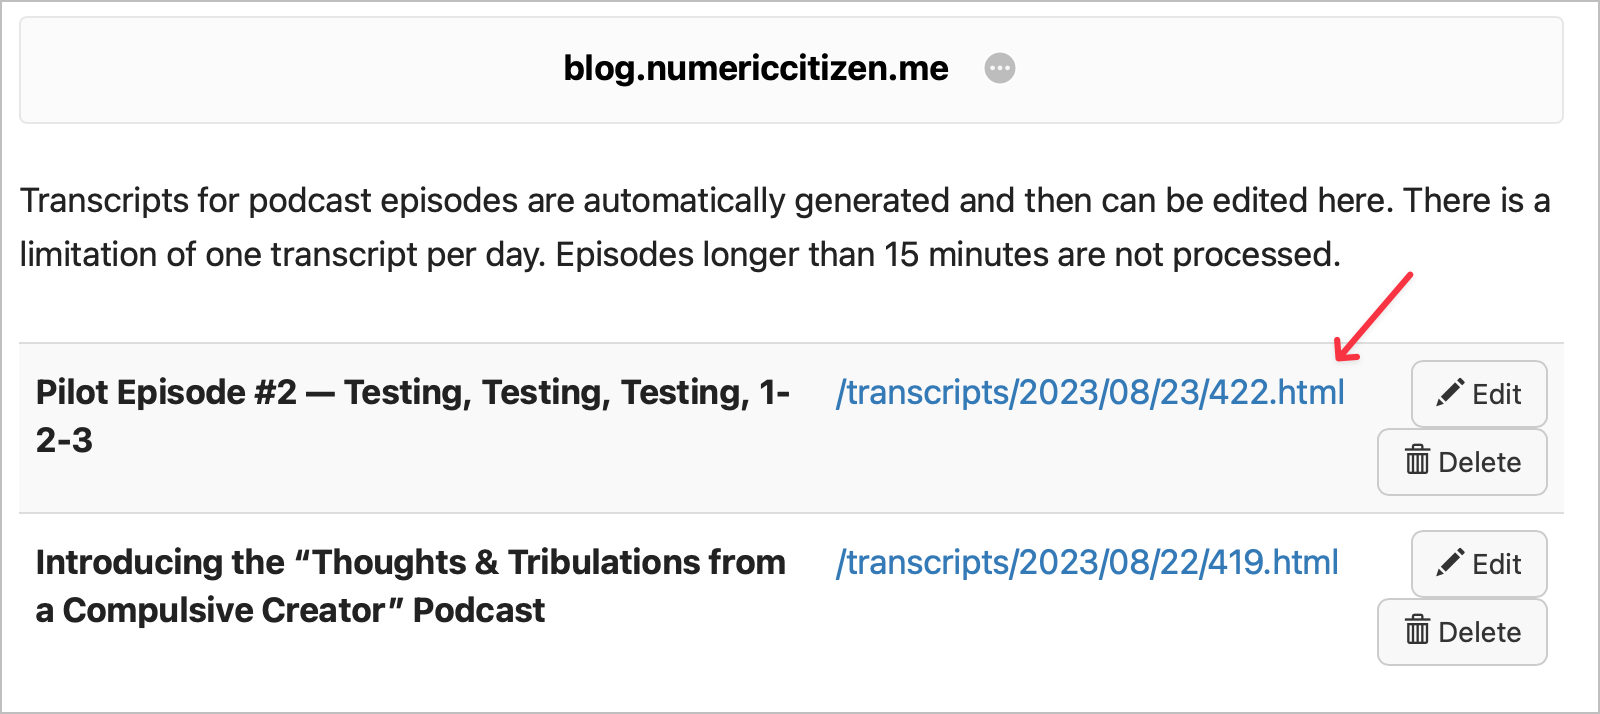 blog.numericcitizen.me
Transcripts for podcast episodes are automatically generated and then can be edited here. There is a
limitation of one transcript per day. Episodes longer than 15 minutes are not processed.
Pilot Episode #2 — Testing, Testing, Testing, 1-
2-3
/transcripts/2023/08/23/422.html
Edit
Delete
Introducing the “Thoughts & Tribulations from
a Compulsive Creator” Podcast
/transcripts/2023/08/22/419.html
Edit
Delete